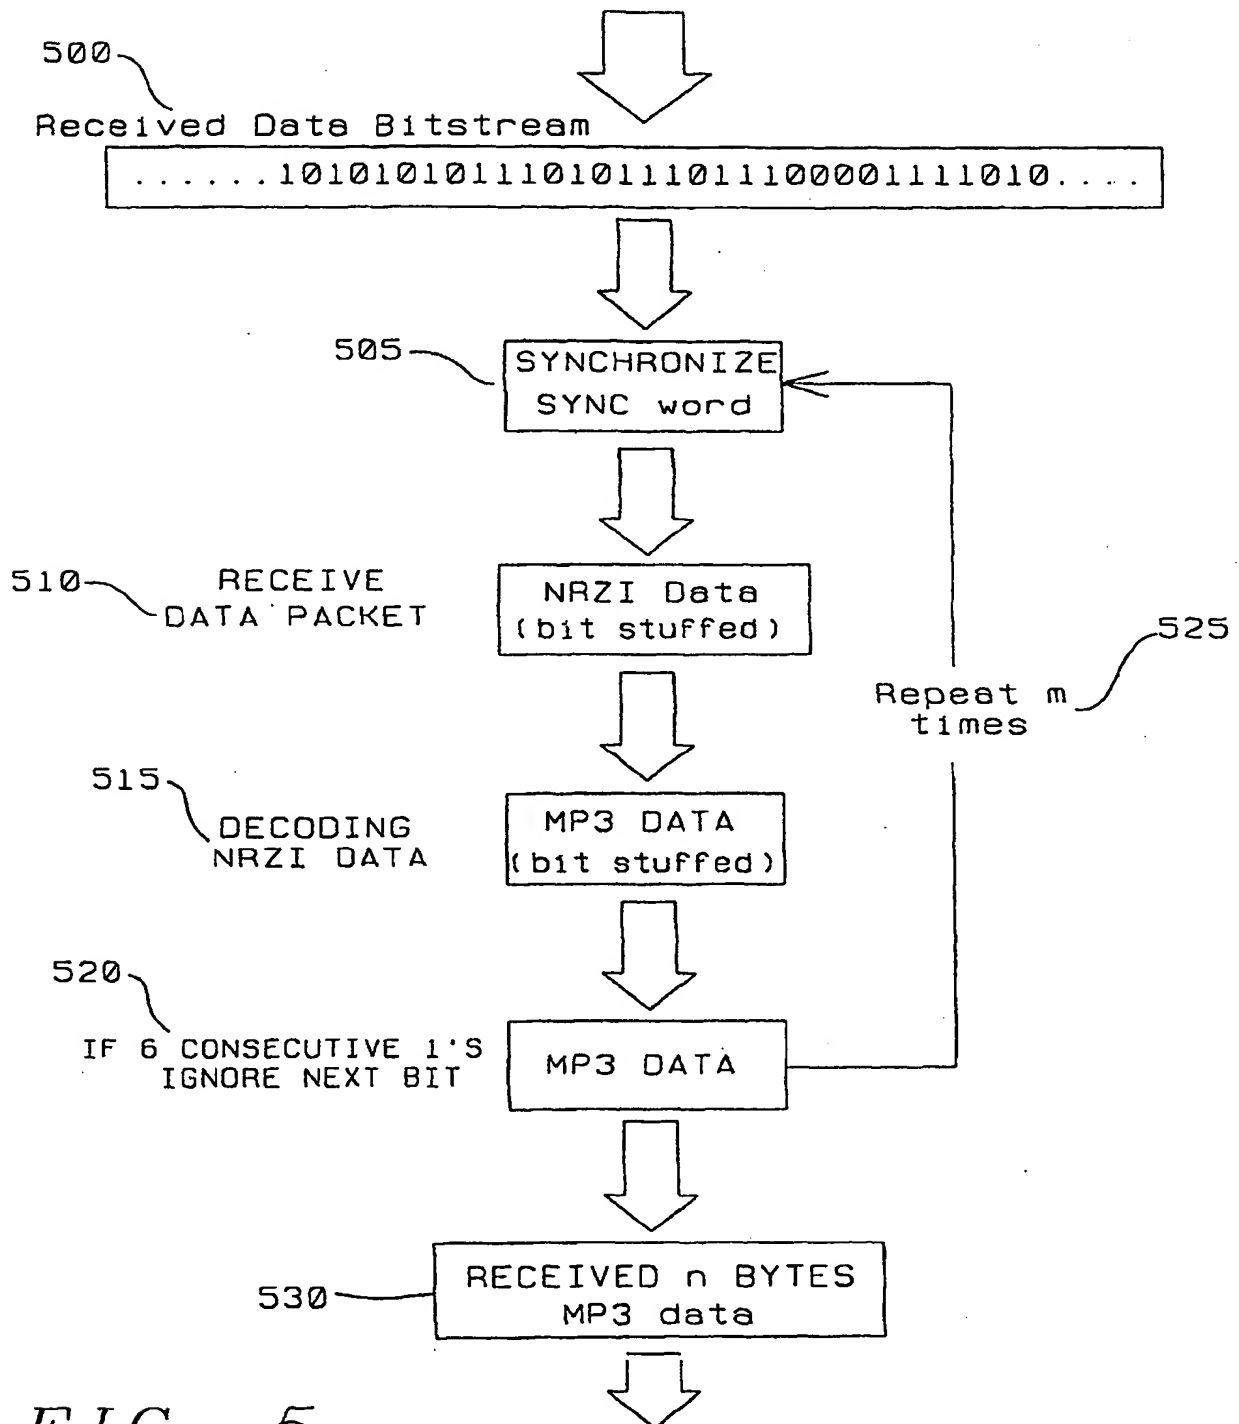 500
Received Data Bitstream
......10101010111010111011100001111010....
505
SYNCHRONIZE
SYNC word
510
RECEIVE
DATA PACKET
NRZI Data
(bit stuffed)
525
Repeat m
times
515
DECODING
NRZI DATA
MP3 DATA
(bit stuffed)
520
IF 6 CONSECUTIVE 1'S
IGNORE NEXT BIT
MP3 DATA
530
RECEIVED n BYTES
MP3 data
FIG. 5